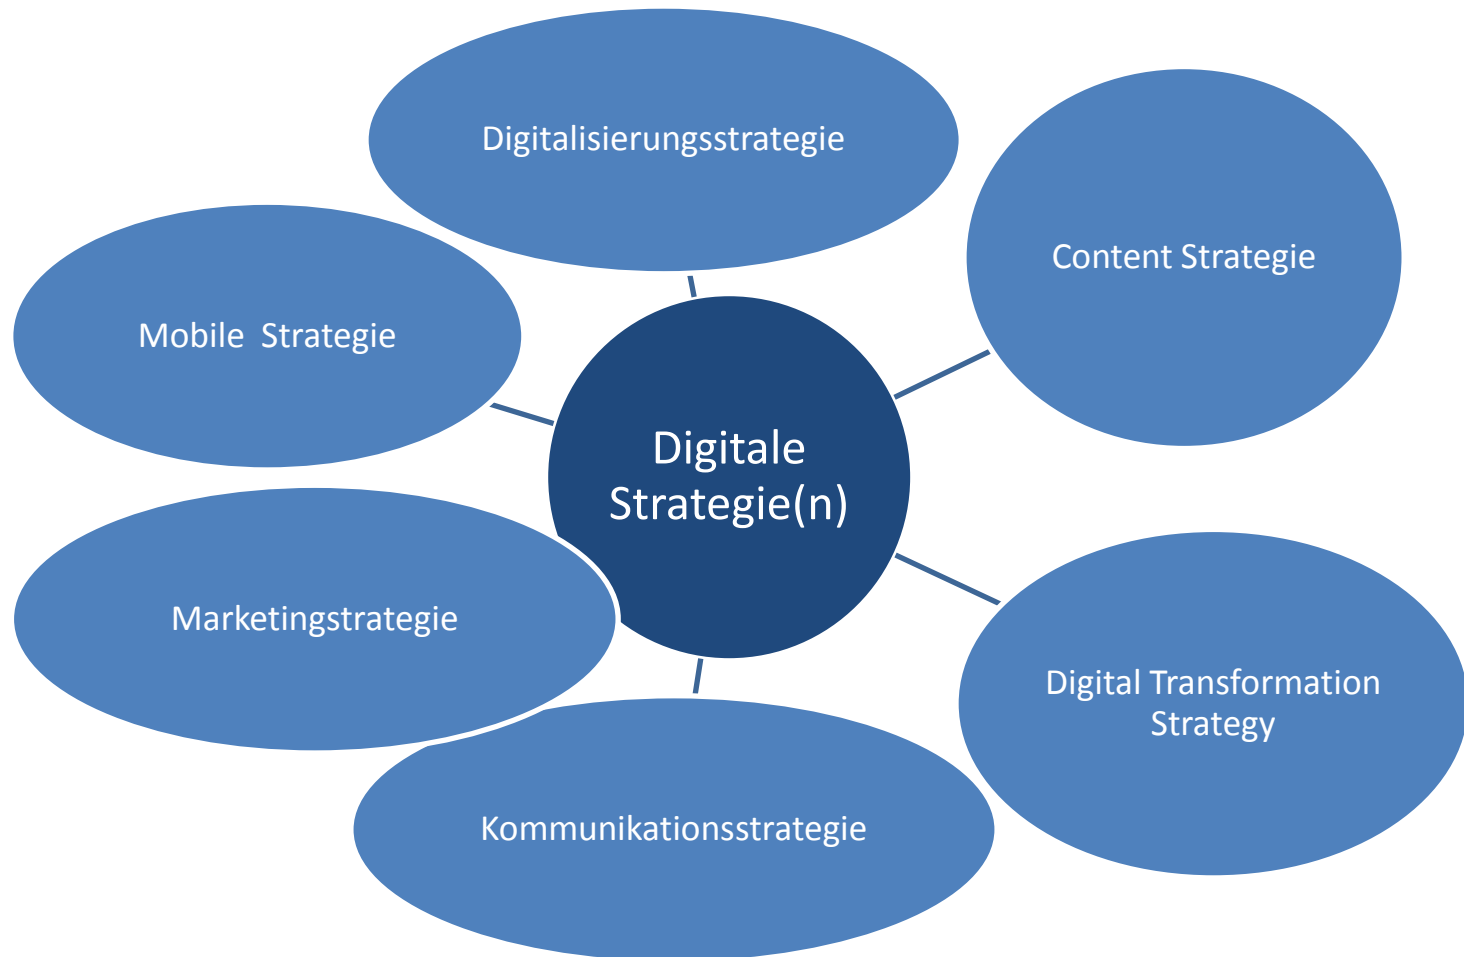 Digitalisierungsstrategie
Content Strategie
Mobile  Strategie
Digitale
Strategie(n)
Marketingstrategie
Digital Transformation
Strategy
Kommunikationsstrategie